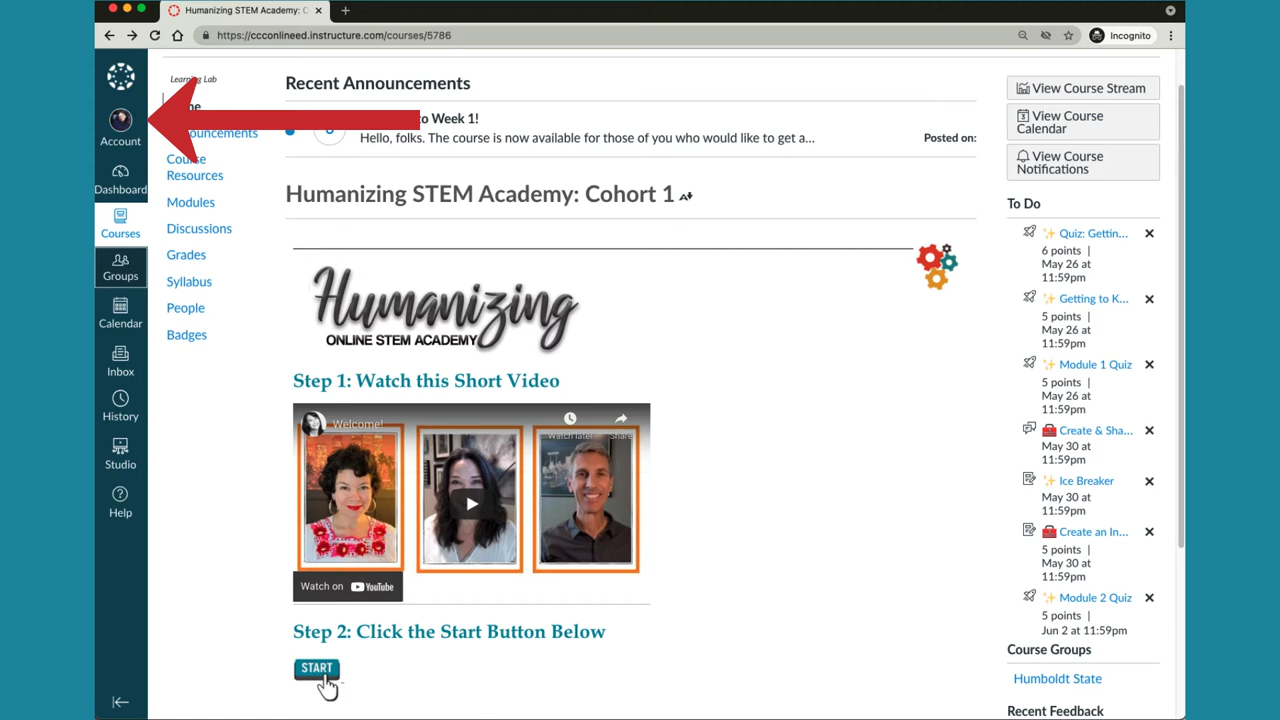 Humanizing STEM Academy: C
https://ccconlineed.instructure.com/courses/5786
Incognito
Account
Dashboard
Courses
Groups
Calendar
Inbox
History
Studio
Help
Learning Lab
Course
Resources
Modules
Discussions
Grades
Syllabus
People
Badges
Recent Announcements
to Week 1!
Hello, folks. The course is now available for those of you who would like to get a...
Posted on:
Humanizing STEM Academy: Cohort 1
Humanizing
ONLINE STEM ACADEMY
Step 1: Watch this Short Video
Welcome!
Watch later
Share
Watch on YouTube
Step 2: Click the Start Button Below
START
View Course Stream
View Course
Calendar
View Course
Notifications
To Do
Quiz: Gettin...
6 points |
May 26 at
11:59pm
Getting to K...
5 points |
May 26 at
11:59pm
Module 1 Quiz
5 points |
May 26 at
11:59pm
Create & Sha...
May 30 at
11:59pm
Ice Breaker
May 30 at
11:59pm
Create an In...
5 points |
May 30 at
11:59pm
Module 2 Quiz
5 points |
Jun 2 at 11:59pm
Course Groups
Humboldt State
Recent Feedback